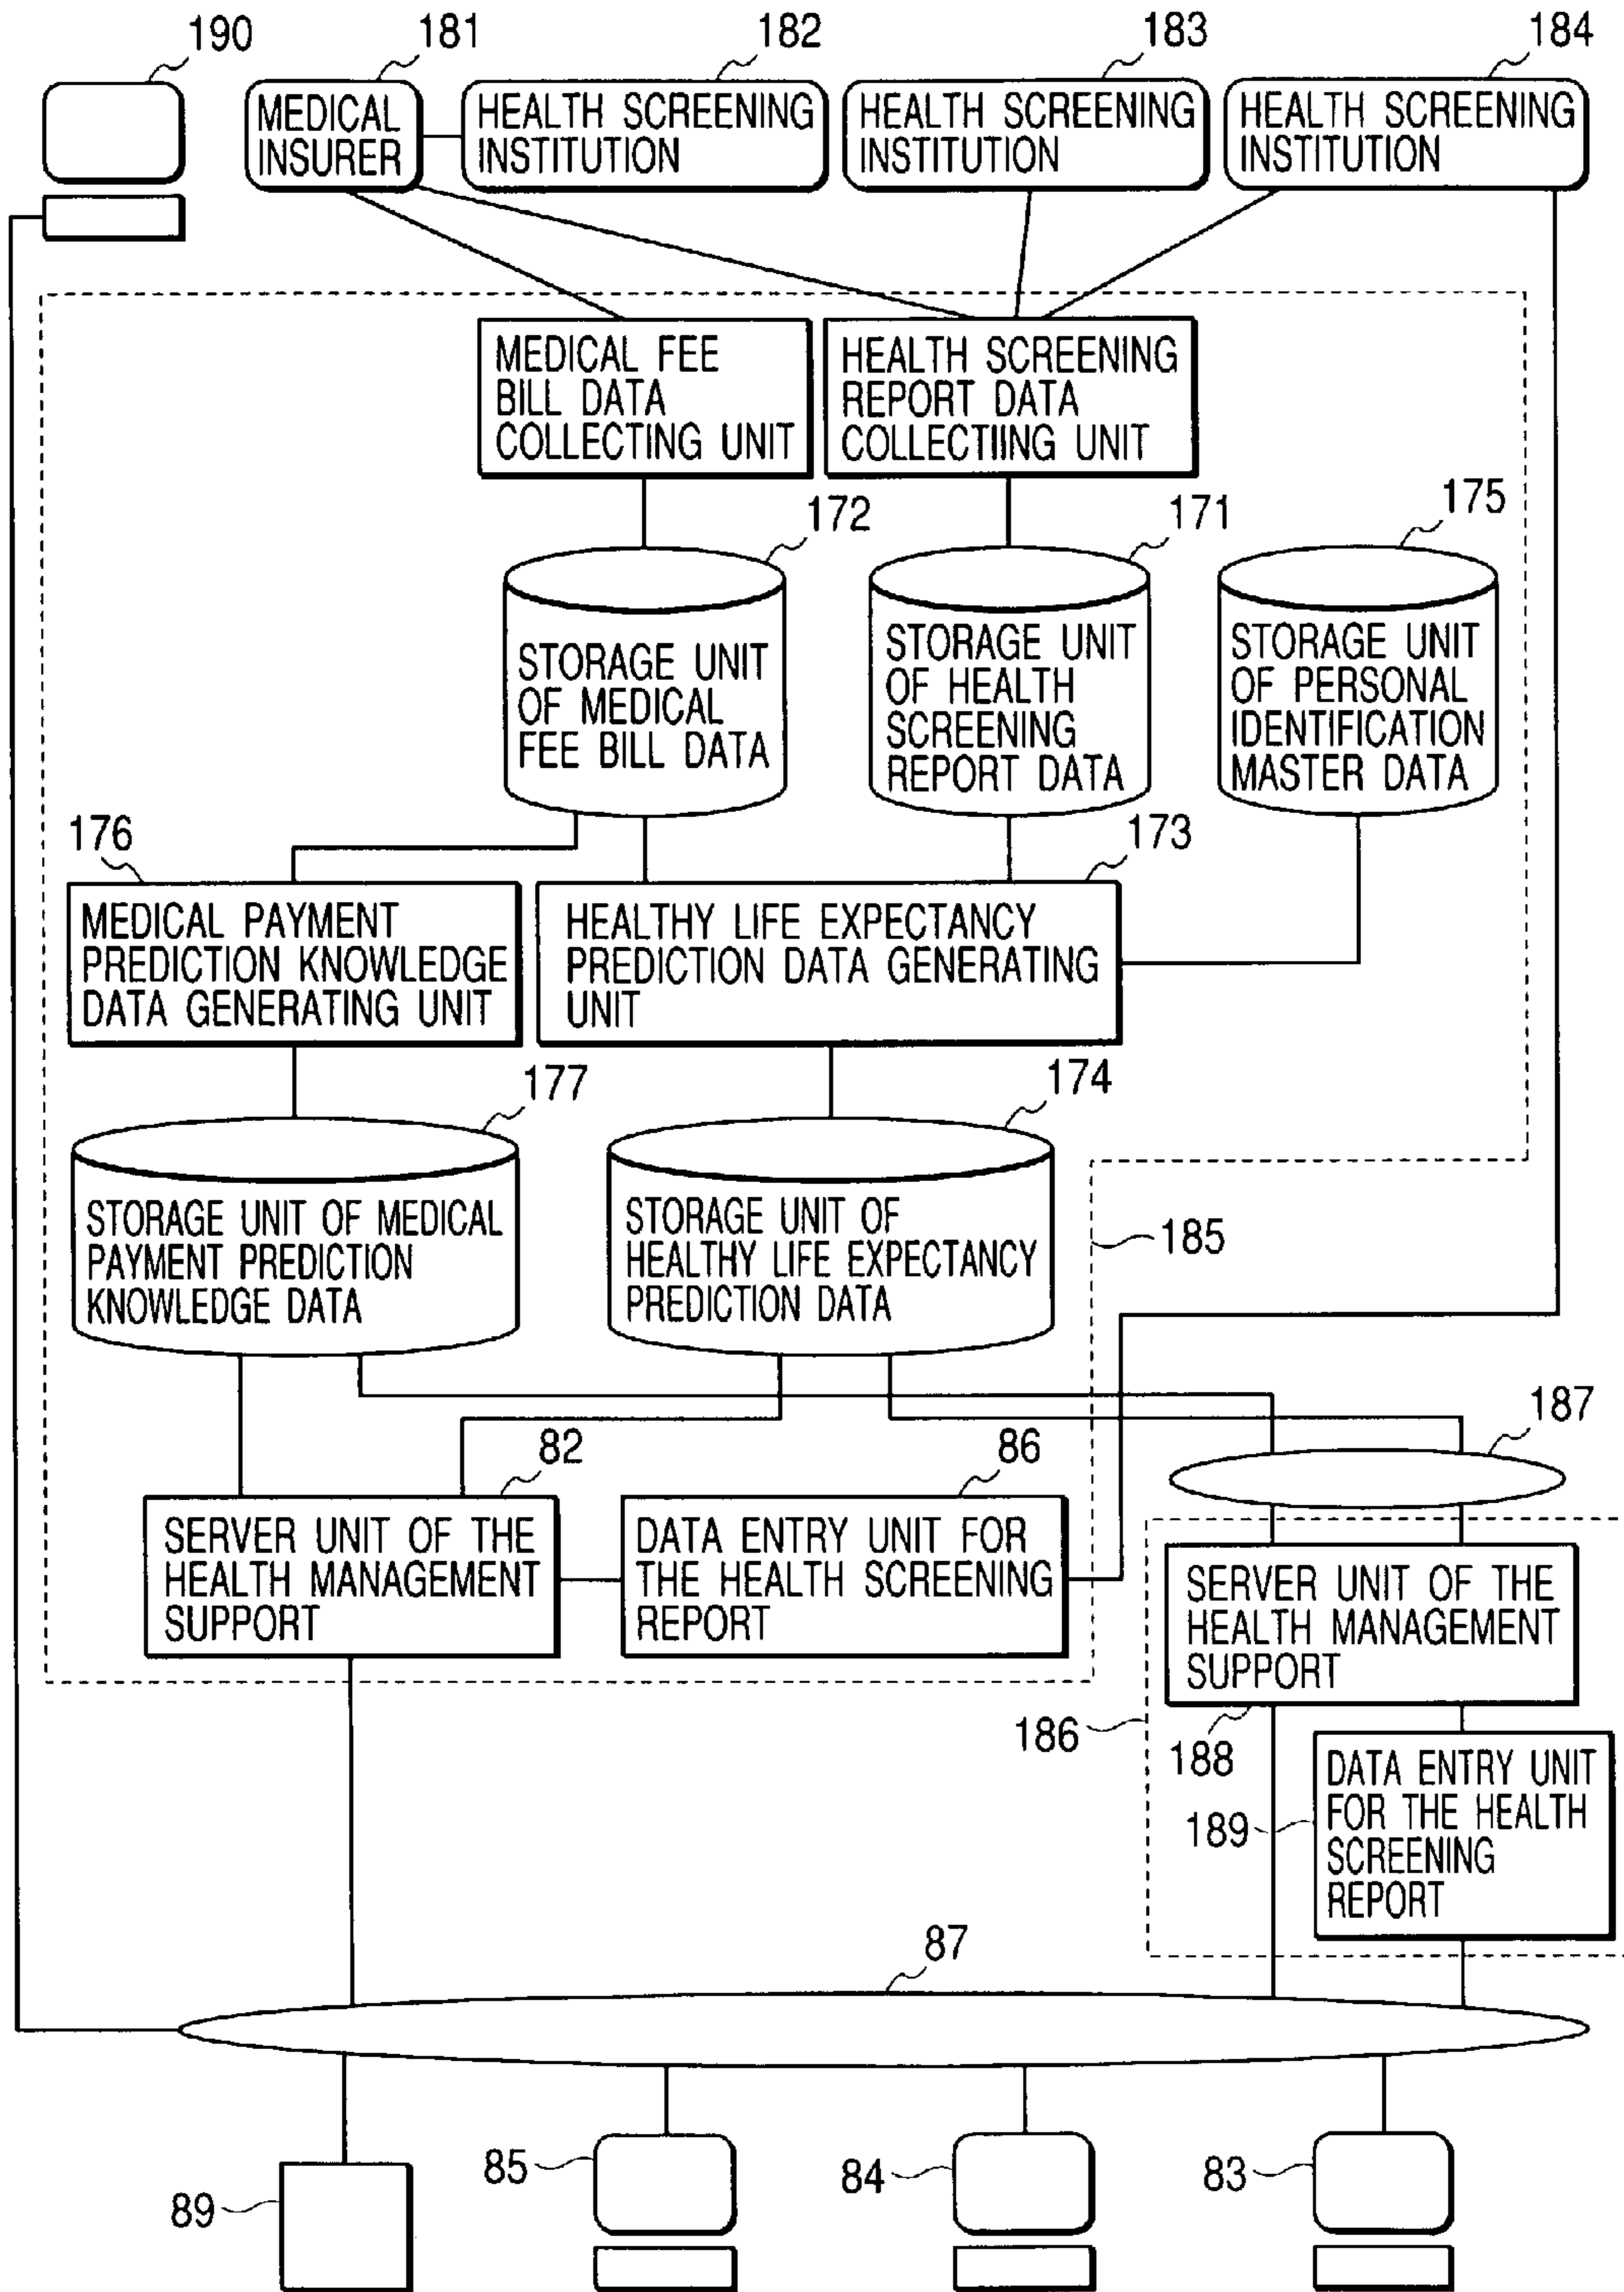 190
181
182
183
184
MEDICAL
INSURER
HEALTH SCREENING
INSTITUTION
HEALTH SCREENING
INSTITUTION
HEALTH SCREENING
INSTITUTION
MEDICAL FEE
BILL DATA
COLLECTING UNIT
HEALTH SCREENING
REPORT DATA
COLLECTIING UNIT
172
171
175
STORAGE UNIT
OF MEDICAL
FEE BILL DATA
STORAGE UNIT
OF HEALTH
SCREENING
REPORT DATA
STORAGE UNIT
OF PERSONAL
IDENTIFICATION
MASTER DATA
176
173
MEDICAL PAYMENT
PREDICTION KNOWLEDGE
DATA GENERATING UNIT
HEALTHY LIFE EXPECTANCY
PREDICTION DATA GENERATING
UNIT
177
174
STORAGE UNIT OF MEDICAL
PAYMENT PREDICTION
KNOWLEDGE DATA
STORAGE UNIT OF
HEALTHY LIFE EXPECTANCY
PREDICTION DATA
185
187
82
86
SERVER UNIT OF THE
HEALTH MANAGEMENT
SUPPORT
DATA ENTRY UNIT FOR
THE HEALTH SCREENING
REPORT
SERVER UNIT OF THE
HEALTH MANAGEMENT
SUPPORT
186
188
189
DATA ENTRY UNIT
FOR THE HEALTH
SCREENING
REPORT
87
89
85
84
83